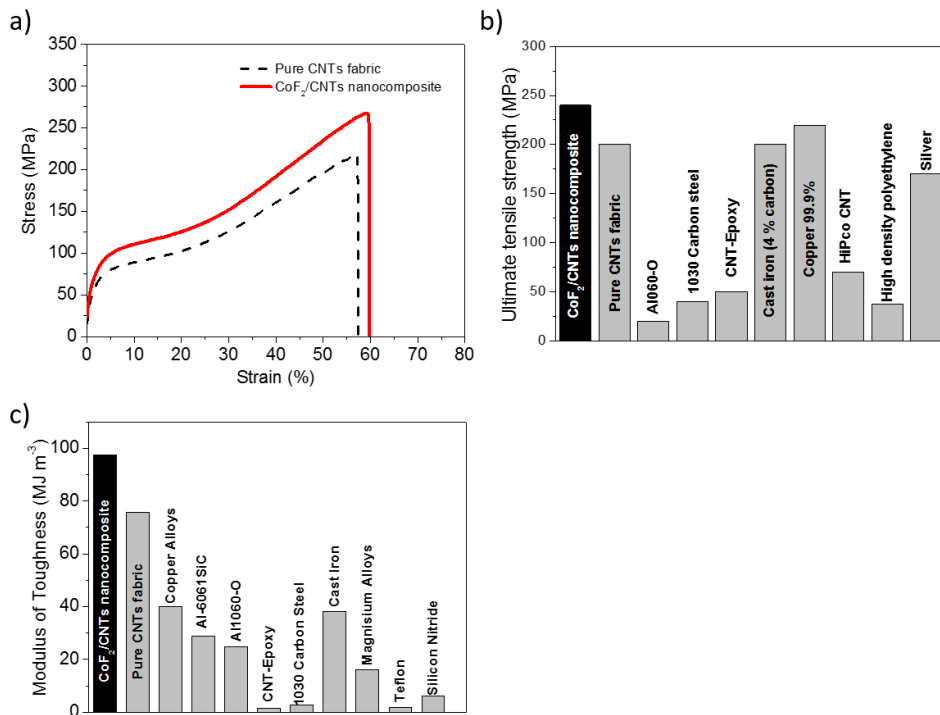 a)
350
300
250
200
150
100
50
0
Stress (MPa)
Pure CNTs fabric
CoF₂/CNTs nanocomposite
0 10 20 30 40 50 60 70 80
Strain (%)
b)
300
250
200
150
100
50
0
Ultimate tensile strength (MPa)
CoF₂/CNTs nanocomposite
Pure CNTs fabric
Al060-O
1030 Carbon steel
CNT-Epoxy
Cast iron (4 % carbon)
Copper 99.9%
HiPco CNT
High density polyethylene
Silver
c)
100
80
60
40
20
0
Modulus of Toughness (MJ m⁻³)
CoF₂/CNTs nanocomposite
Pure CNTs fabric
Copper Alloys
Al-6061SiC
Al1060-O
CNT-Epoxy
1030 Carbon Steel
Cast Iron
Magnisium Alloys
Teflon
Silicon Nitride